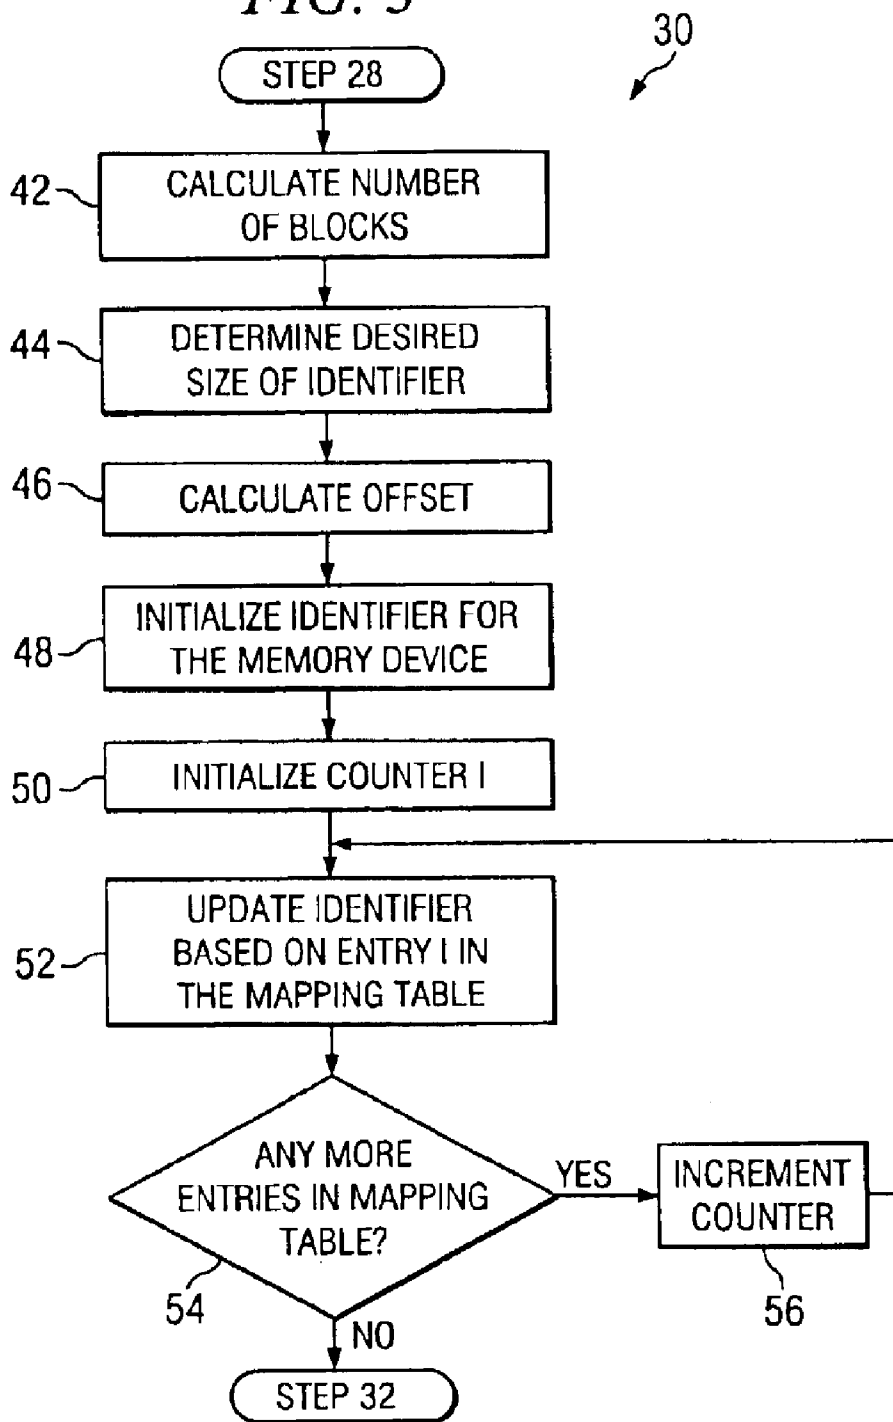 FIG. 3
30
STEP 28
42
CALCULATE NUMBER
OF BLOCKS
44
DETERMINE DESIRED
SIZE OF IDENTIFIER
46
CALCULATE OFFSET
48
INITIALIZE IDENTIFIER FOR
THE MEMORY DEVICE
50
INITIALIZE COUNTER I
52
UPDATE IDENTIFIER
BASED ON ENTRY I IN
THE MAPPING TABLE
ANY MORE
ENTRIES IN MAPPING
TABLE?
54
YES
INCREMENT
COUNTER
56
NO
STEP 32